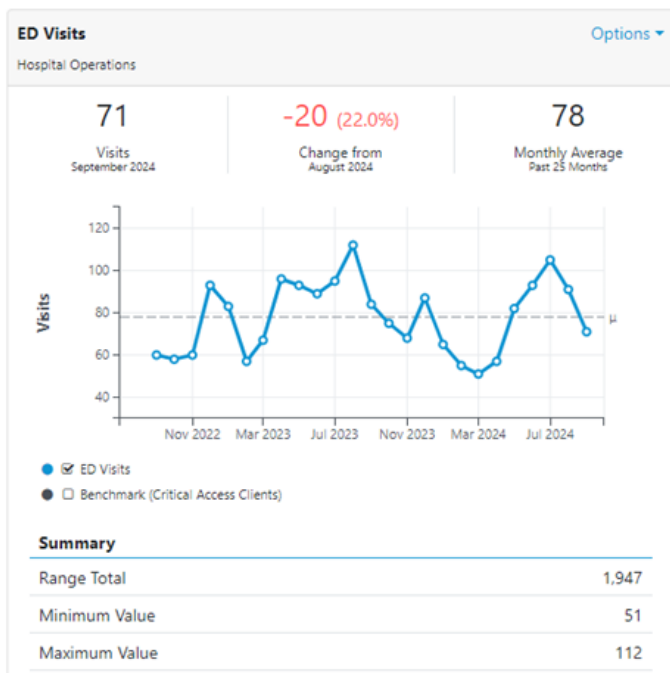 ED Visits
Options
Hospital Operations
71
Visits
September 2024
-20 (22.0%)
Change from
August 2024
78
Monthly Average
Past 25 Months
Visits
120
100
80
60
40
μ
Nov 2022 Mar 2023 Jul 2023 Nov 2023 Mar 2024 Jul 2024
ED Visits
Benchmark (Critical Access Clients)
Summary
Range Total 1,947
Minimum Value 51
Maximum Value 112